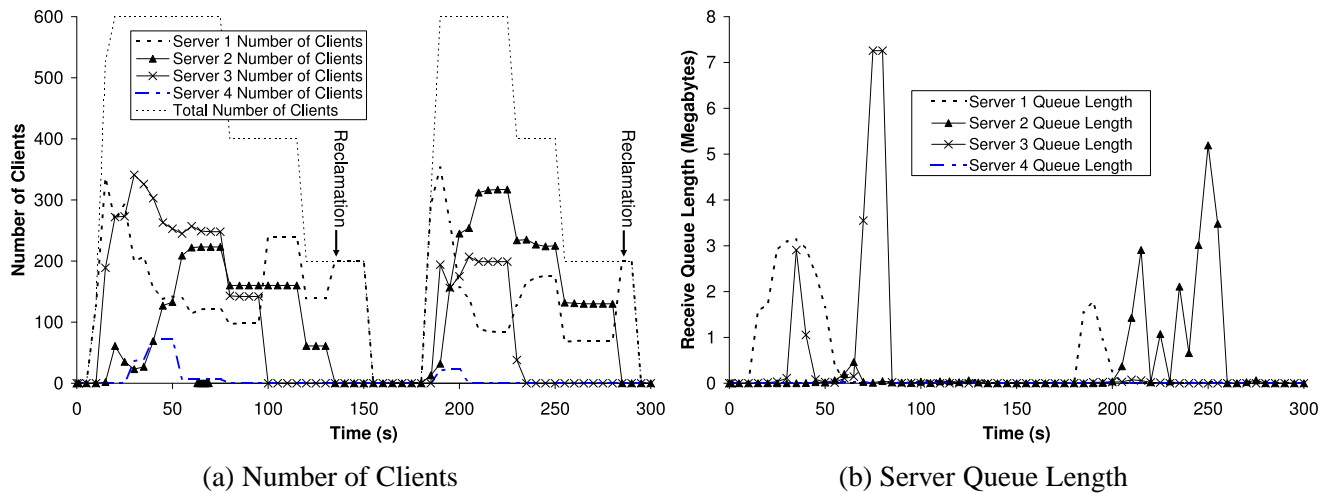 600
500
400
300
200
100
0
Number of Clients
Server 1 Number of Clients
Server 2 Number of Clients
Server 3 Number of Clients
Server 4 Number of Clients
Total Number of Clients
Reclamation
Reclamation
0 50 100 150 200 250 300
Time (s)
(a) Number of Clients
8
7
6
5
4
3
2
1
0
Receive Queue Length (Megabytes)
Server 1 Queue Length
Server 2 Queue Length
Server 3 Queue Length
Server 4 Queue Length
0 50 100 150 200 250 300
Time (s)
(b) Server Queue Length